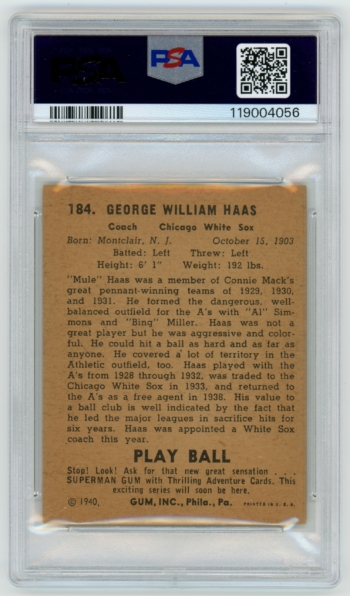 PSA
PSA
119004056
184. GEORGE WILLIAM HAAS
Coach Chicago White Sox
Born: Montclair, N. J. October 15, 1903
Batted: Left Threw: Left
Height: 6' 1" Weight: 192 lbs.
"Mule" Haas was a member of Connie Mack's
great pennant-winning teams of 1929, 1930,
and 1931. He formed the dangerous, well-
balanced outfield for the A's with "Al" Sim-
mons and "Bing" Miller. Haas was not a
great player but he was aggressive and color-
ful. He could hit a ball as hard and as far as
anyone. He covered a lot of territory in the
Athletic outfield, too. Haas played with the
A's from 1928 through 1932, was traded to the
Chicago White Sox in 1933, and returned to
the A's as a free agent in 1938. His value to
a ball club is well indicated by the fact that
he led the major leagues in sacrifice hits for
six years. Haas was appointed a White Sox
coach this year.
PLAY BALL
Stop! Look! Ask for that new great sensation . . .
SUPERMAN GUM with Thrilling Adventure Cards. This
exciting series will soon be here.
© 1940, GUM, INC., Phila., Pa. PRINTED IN U. S. A.